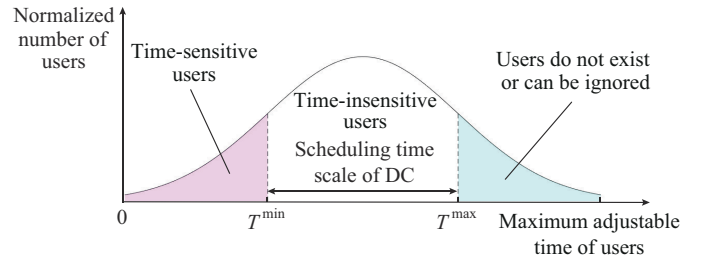 Normalized
number of
users
Time-sensitive
users
Users do not exist
or can be ignored
Time-insensitive
users
Scheduling time
scale of DC
0
T^min
T^max
Maximum adjustable
time of users